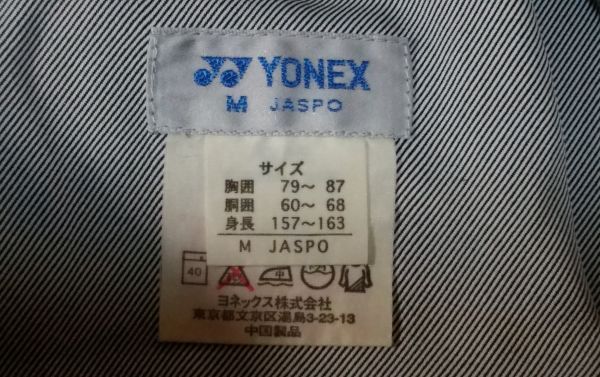 YONEX
M JASPO
サイズ
胸囲 79～ 87
胴囲 60～ 68
身長 157～163
M JASPO
40 中
ヨネックス株式会社
東京都文京区湯島3-23-13
中国製品